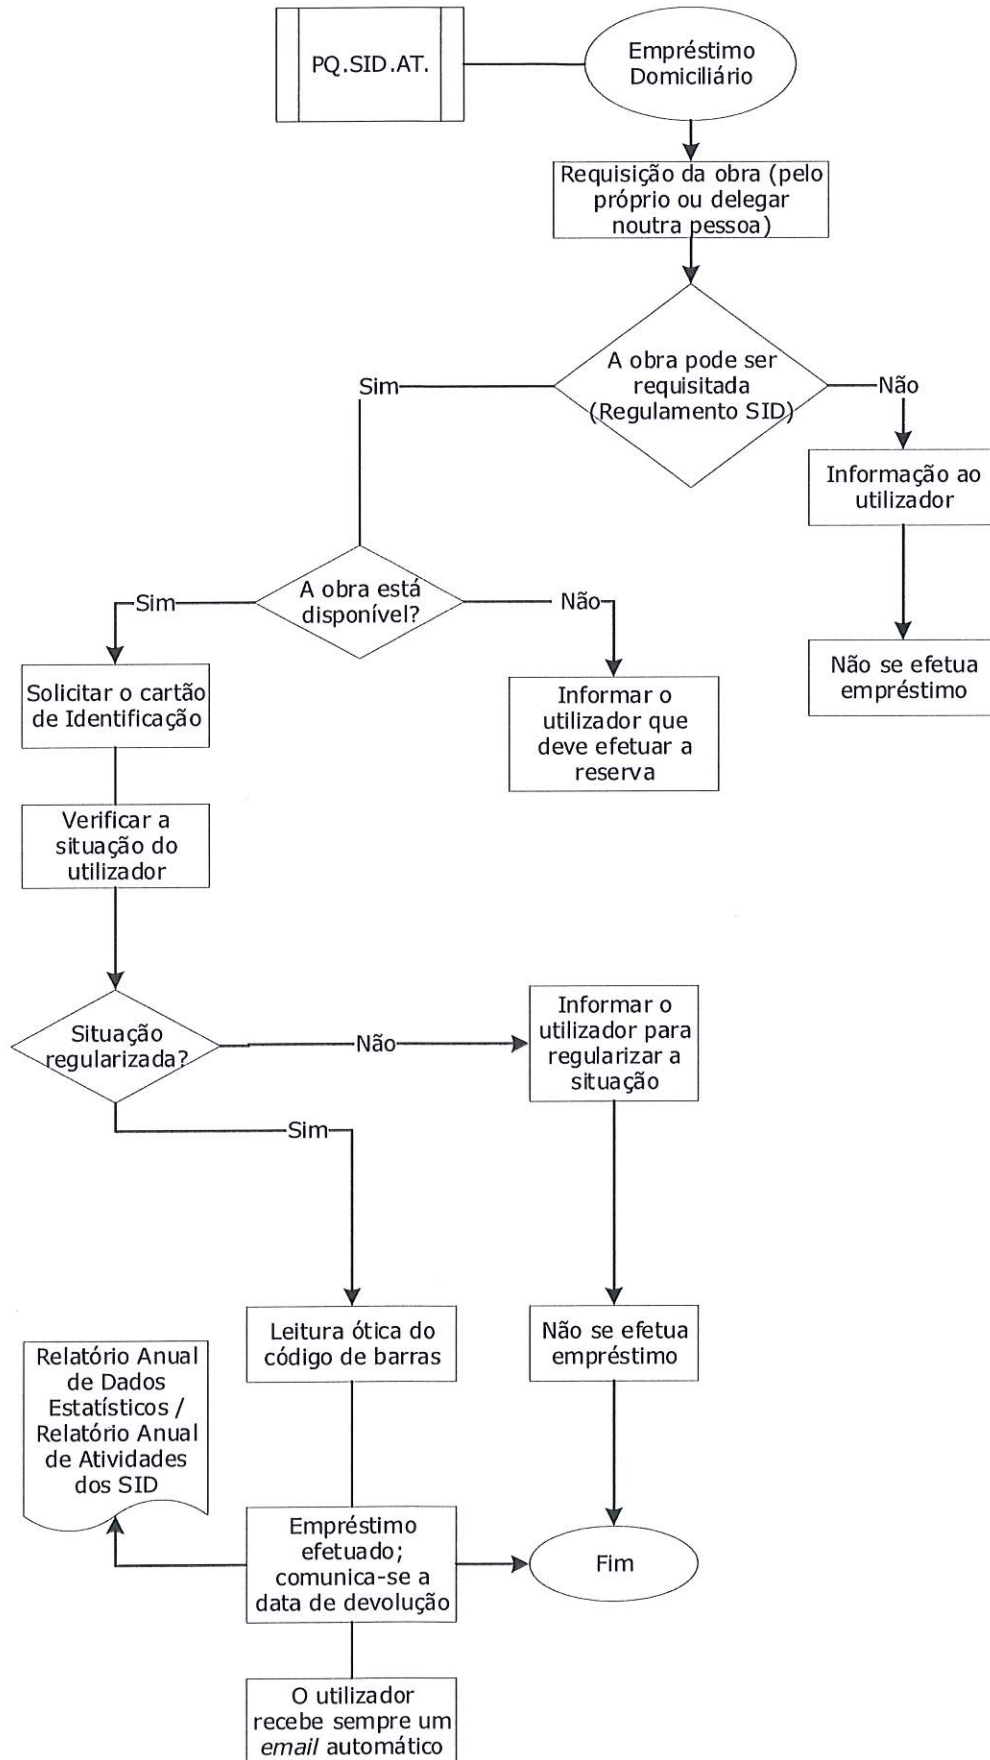 PQ.SID.AT.
Empréstimo
Domiciliário
Requisição da obra (pelo
próprio ou delegar
noutra pessoa)
A obra pode ser
requisitada
(Regulamento SID)
Sim
Não
Informação ao
utilizador
Não se efetua
empréstimo
A obra está
disponível?
Sim
Não
Solicitar o cartão
de Identificação
Informar o
utilizador que
deve efetuar a
reserva
Verificar a
situação do
utilizador
Situação
regularizada?
Não
Informar o
utilizador para
regularizar a
situação
Sim
Leitura ótica do
código de barras
Não se efetua
empréstimo
Relatório Anual
de Dados
Estatísticos /
Relatório Anual
de Atividades
dos SID
Empréstimo
efetuado;
comunica-se a
data de devolução
Fim
O utilizador
recebe sempre um
email automático